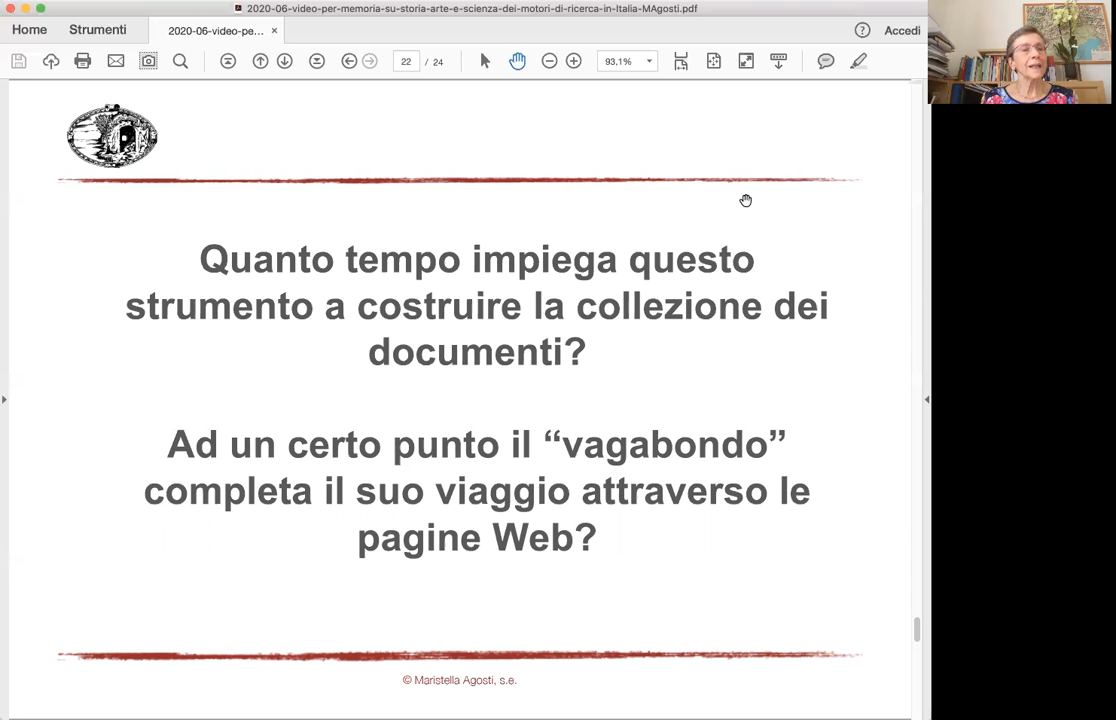 2020-06-video-per-memoria-su-storia-arte-e-scienza-dei-motori-di-ricerca-in-Italia-MAgosti.pdf
Home
Strumenti
2020-06-video-pe...
Accedi
22 / 24
93,1%
Quanto tempo impiega questo
strumento a costruire la collezione dei
documenti?
Ad un certo punto il “vagabondo”
completa il suo viaggio attraverso le
pagine Web?
© Maristella Agosti, s.e.